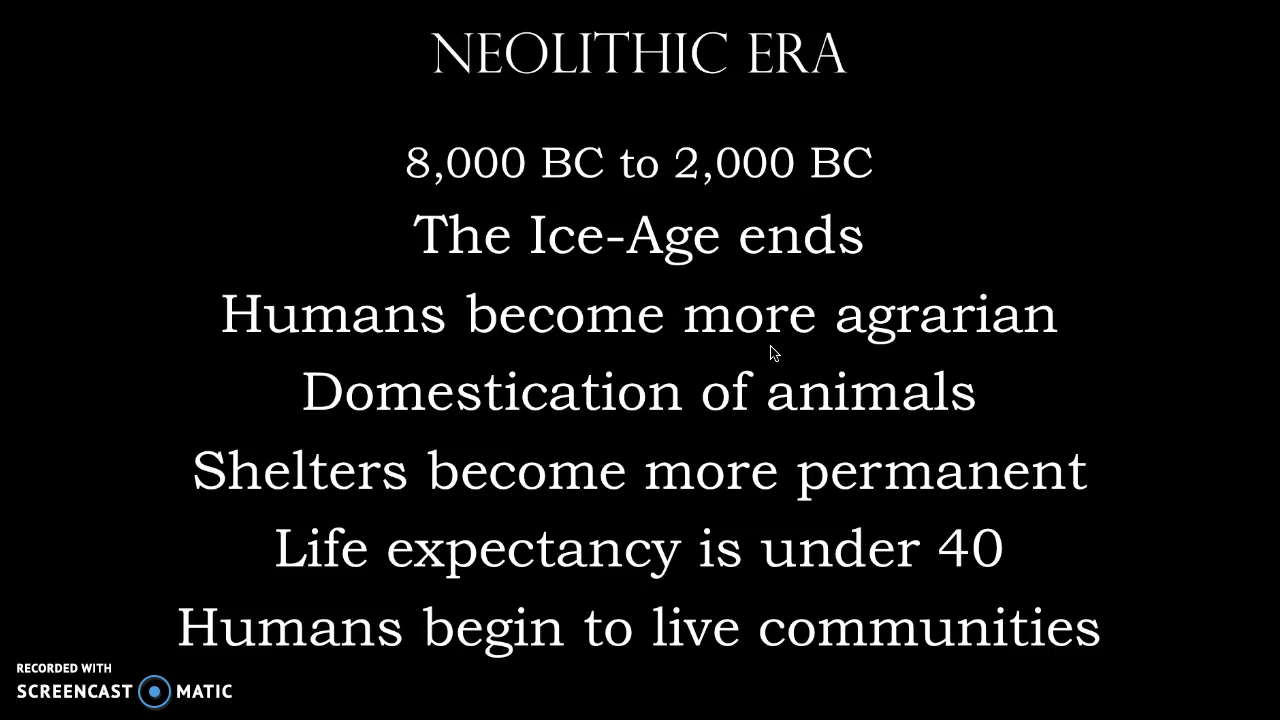 NEOLITHIC ERA
8,000 BC to 2,000 BC
The Ice-Age ends
Humans become more agrarian
Domestication of animals
Shelters become more permanent
Life expectancy is under 40
Humans begin to live communities
RECORDED WITH
SCREENCAST MATIC